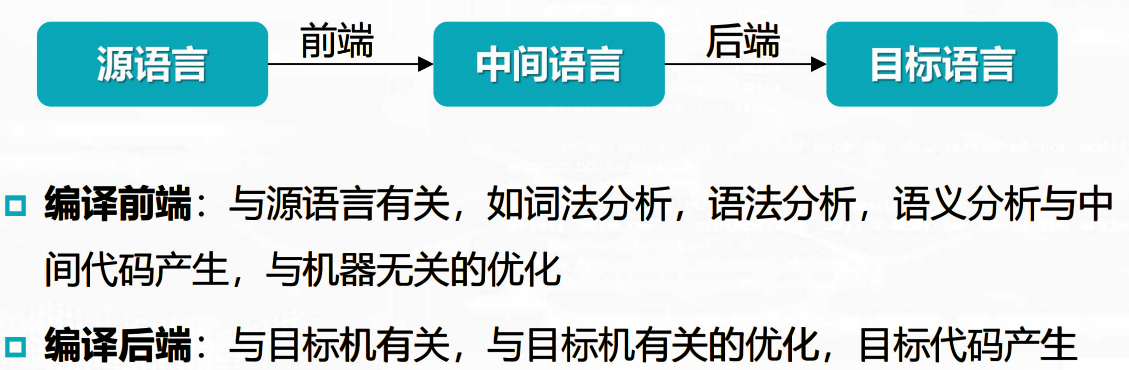 源语言 前端 中间语言 后端 目标语言
编译前端：与源语言有关，如词法分析，语法分析，语义分析与中
间代码产生，与机器无关的优化
编译后端：与目标机有关，与目标机有关的优化，目标代码产生